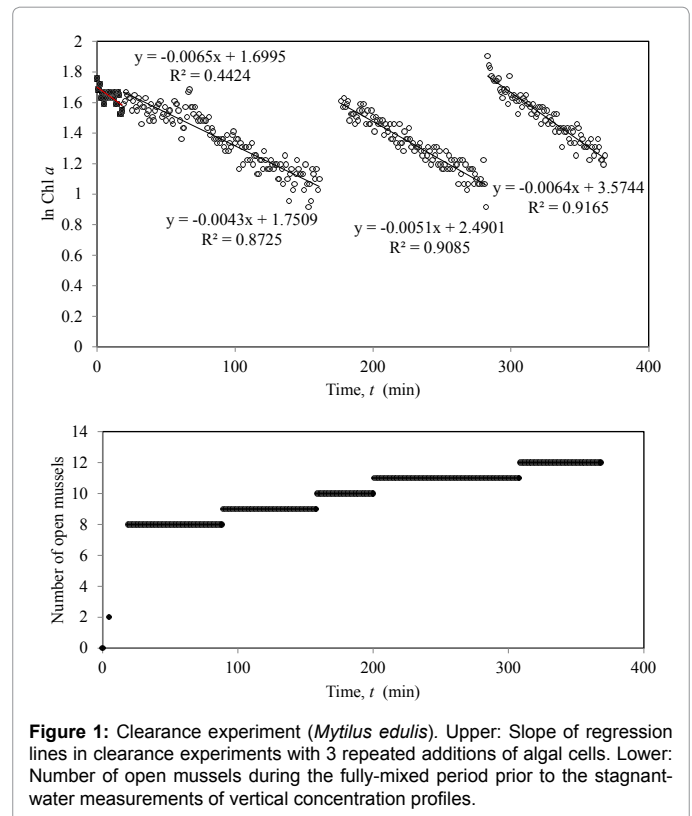 y = -0.0065x + 1.6995
R² = 0.4424
y = -0.0043x + 1.7509
R² = 0.8725
y = -0.0051x + 2.4901
R² = 0.9085
y = -0.0064x + 3.5744
R² = 0.9165
ln Chl a
2
1.8
1.6
1.4
1.2
1
0.8
0.6
0.4
0.2
0
0
100
200
300
400
Time, t (min)
Number of open mussels
14
12
10
8
6
4
2
0
0
100
200
300
400
Time, t (min)
Figure 1: Clearance experiment (Mytilus edulis). Upper: Slope of regression
lines in clearance experiments with 3 repeated additions of algal cells. Lower:
Number of open mussels during the fully-mixed period prior to the stagnant-
water measurements of vertical concentration profiles.